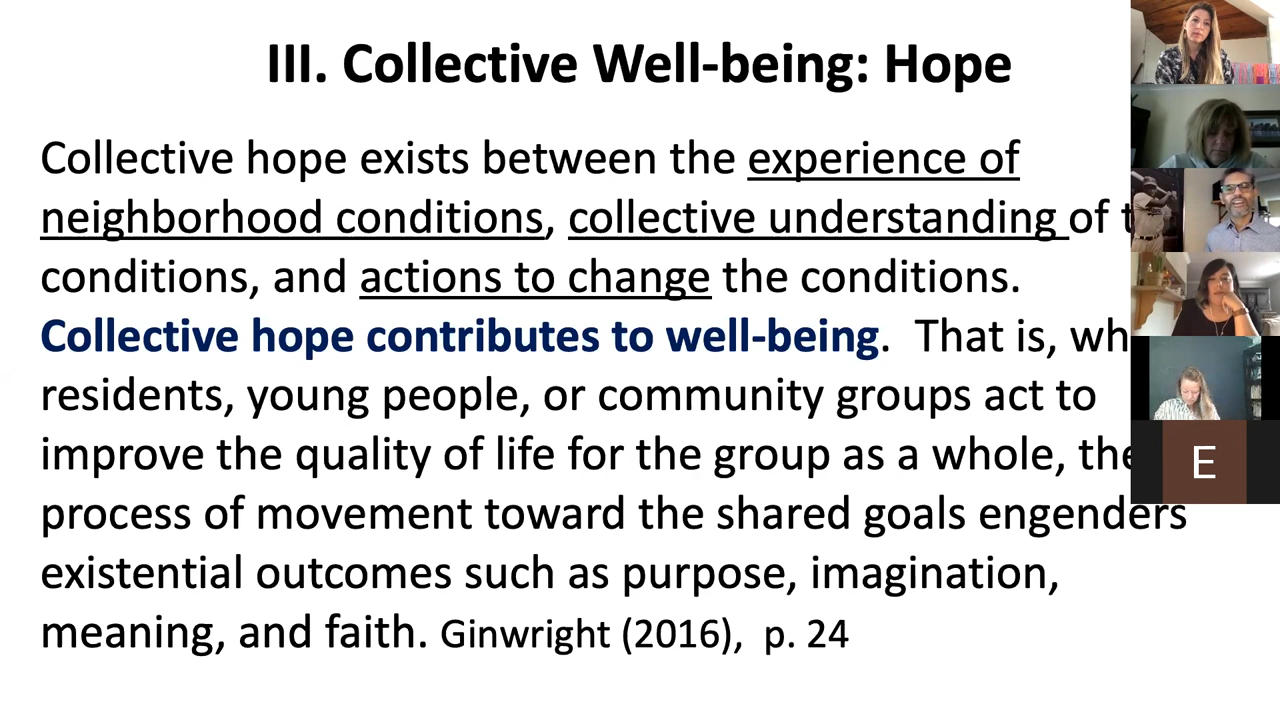 III. Collective Well-being: Hope
Collective hope exists between the experience of
neighborhood conditions, collective understanding of
conditions, and actions to change the conditions.
Collective hope contributes to well-being. That is,
residents, young people, or community groups act to
improve the quality of life for the group as a whole, the
process of movement toward the shared goals engenders
existential outcomes such as purpose, imagination,
meaning, and faith. Ginwright (2016), p. 24
E